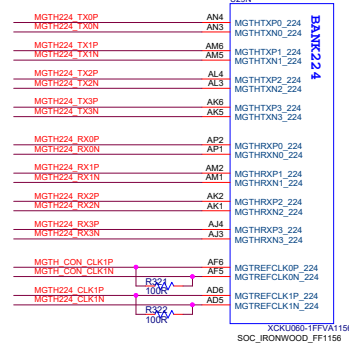 MGTH224_TX0P AN4 MGTHTXP0_224
MGTH224_TX0N AN3 MGTHTXN0_224
MGTH224_TX1P AM6 MGTHTXP1_224
MGTH224_TX1N AM5 MGTHTXN1_224
MGTH224_TX2P AL4 MGTHTXP2_224
MGTH224_TX2N AL3 MGTHTXN2_224
MGTH224_TX3P AK6 MGTHTXP3_224
MGTH224_TX3N AK5 MGTHTXN3_224
MGTH224_RX0P AP2 MGTHRXP0_224
MGTH224_RX0N AP1 MGTHRXN0_224
MGTH224_RX1P AM2 MGTHRXP1_224
MGTH224_RX1N AM1 MGTHRXN1_224
MGTH224_RX2P AK2 MGTHRXP2_224
MGTH224_RX2N AK1 MGTHRXN2_224
MGTH224_RX3P AJ4 MGTHRXP3_224
MGTH224_RX3N AJ3 MGTHRXN3_224
MGTH_CON_CLK1P AF6 MGTREFCLK0P_224
MGTH_CON_CLK1N AF5 MGTREFCLK0N_224
R321
100R
MGTH224_CLK1P AD6 MGTREFCLK1P_224
MGTH224_CLK1N AD5 MGTREFCLK1N_224
R322
100R
BANK224
XCKU060-1FFVA1156
SOC_IRONWOOD_FF1156